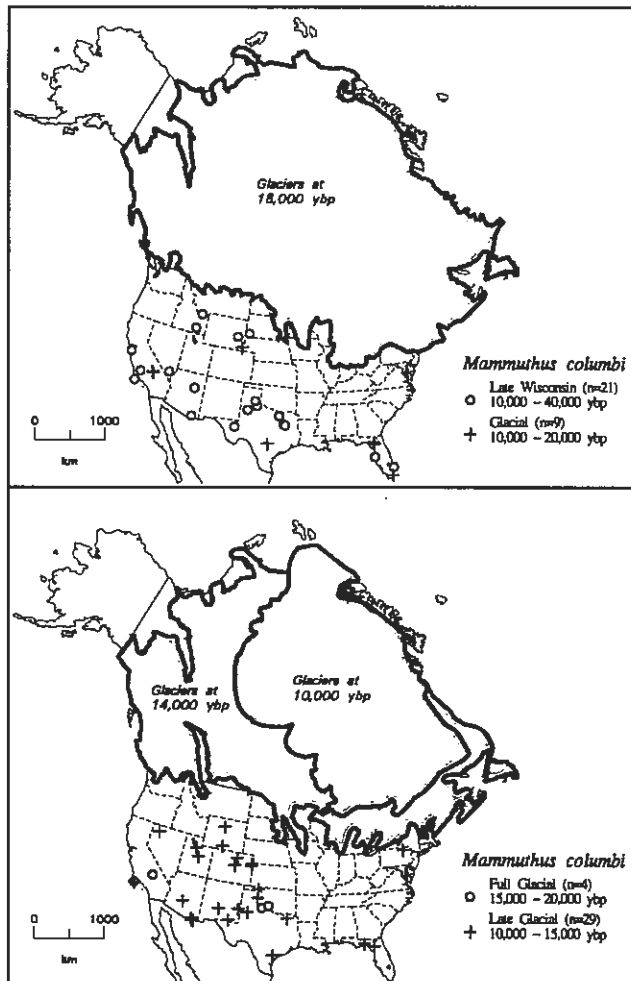 Glaciers at
18,000 ybp
Mammuthus columbi
Late Wisconsin (n=21)
10,000 – 40,000 ybp
Glacial (n=9)
10,000 – 20,000 ybp
0 1000
km
Glaciers at
14,000 ybp
Glaciers at
10,000 ybp
Mammuthus columbi
Full Glacial (n=4)
15,000 – 20,000 ybp
Late Glacial (n=29)
10,000 – 15,000 ybp
0 1000
km